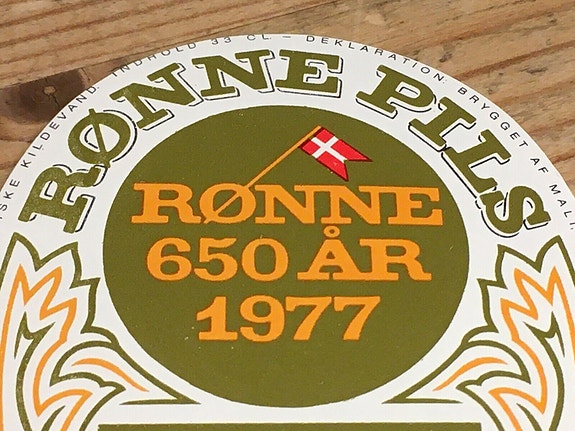 SKE KILDEVAND. INDHOLD 33 CL. – DEKLARATION: BRYGGET AF MALT
RØNNE PILS
RØNNE
650 ÅR
1977